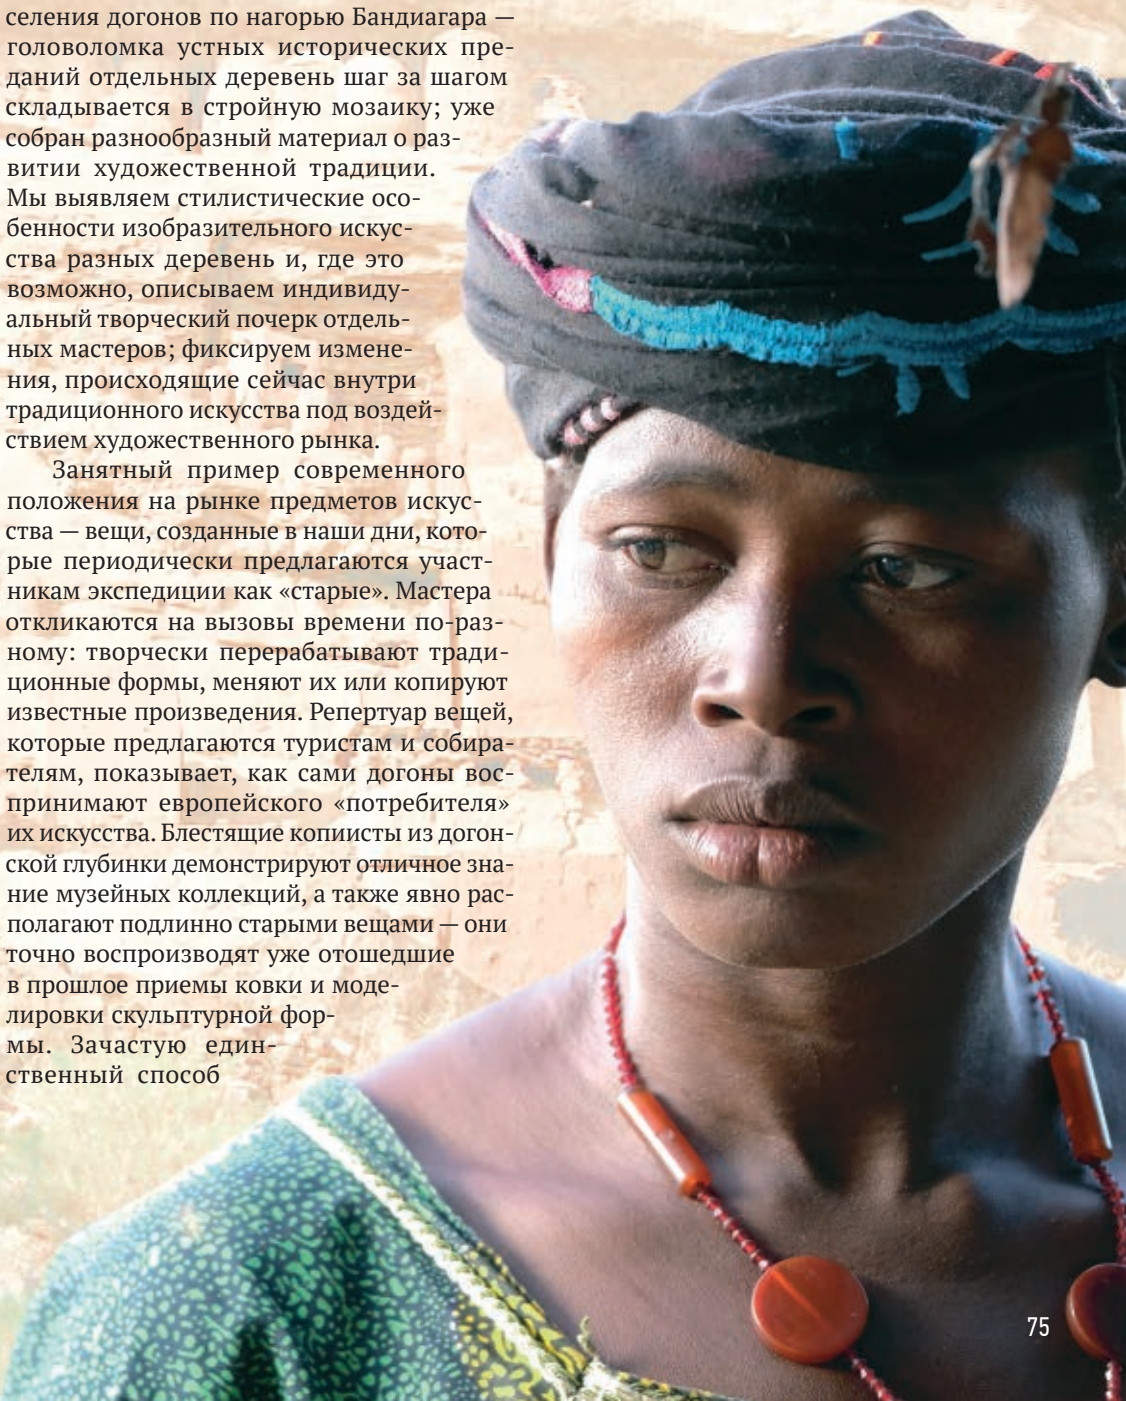 селения догонов по нагорью Бандиагара —
головоломка устных исторических пре-
даний отдельных деревень шаг за шагом
складывается в стройную мозаику; уже
собран разнообразный материал о раз-
витии художественной традиции.
Мы выявляем стилистические осо-
бенности изобразительного искус-
ства разных деревень и, где это
возможно, описываем индивиду-
альный творческий почерк отдель-
ных мастеров; фиксируем измене-
ния, происходящие сейчас внутри
традиционного искусства под воздей-
ствием художественного рынка.
Занятный пример современного
положения на рынке предметов искус-
ства — вещи, созданные в наши дни, кото-
рые периодически предлагаются участ-
никам экспедиции как «старые». Мастера
откликаются на вызовы времени по-раз-
ному: творчески перерабатывают тради-
ционные формы, меняют их или копируют
известные произведения. Репертуар вещей,
которые предлагаются туристам и собира-
телям, показывает, как сами догоны вос-
принимают европейского «потребителя»
их искусства. Блестящие копиисты из догон-
ской глубинки демонстрируют отличное зна-
ние музейных коллекций, а также явно рас-
полагают подлинно старыми вещами — они
точно воспроизводят уже отошедшие
в прошлое приемы ковки и моде-
лировки скульптурной фор-
мы. Зачастую един-
ственный способ
75